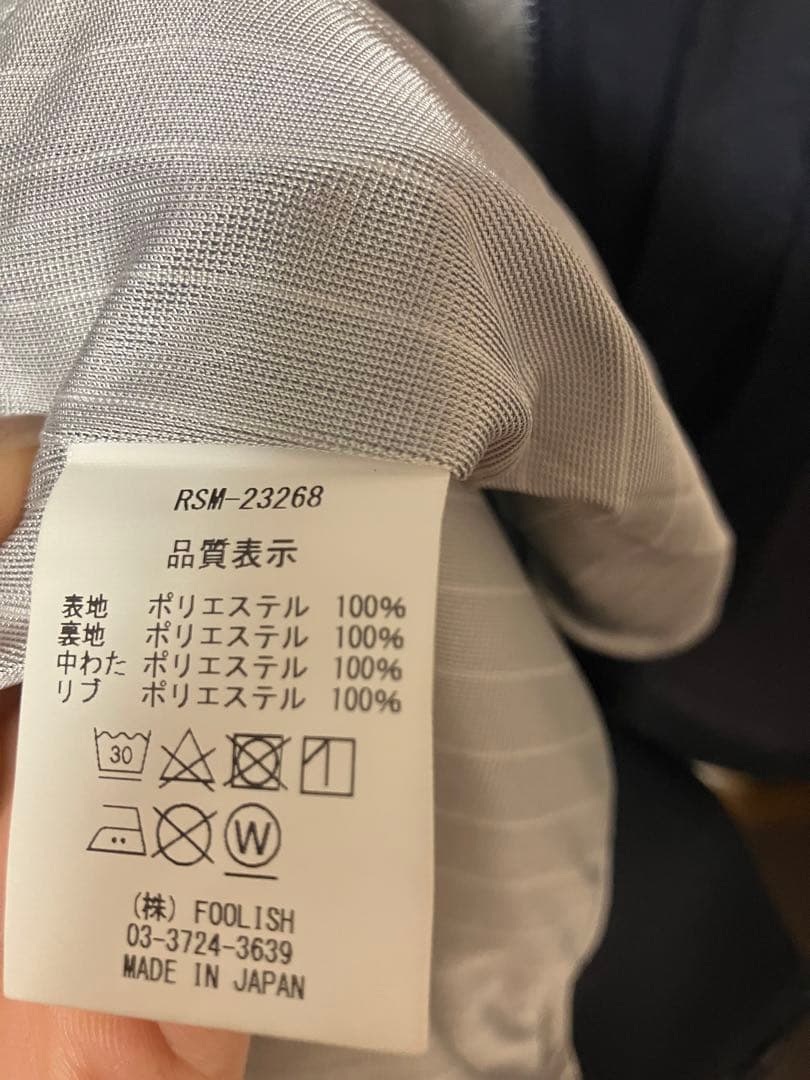 RSM-23268
品質表示
表地 ポリエステル 100%
裏地 ポリエステル 100%
中わた ポリエステル 100%
リブ ポリエステル 100%
30
W
(株) FOOLISH
03-3724-3639
MADE IN JAPAN